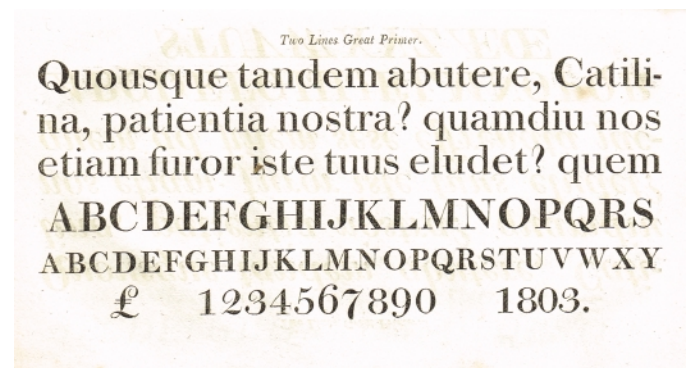 Two Lines Great Primer.
Quousque tandem abutere, Catili-
na, patientia nostra? quamdiu nos
etiam furor iste tuus eludet? quem
ABCDEFGHIJKLMNOPQRS
ABCDEFGHIJKLMNOPQRSTUVWXY
£ 1234567890 1803.